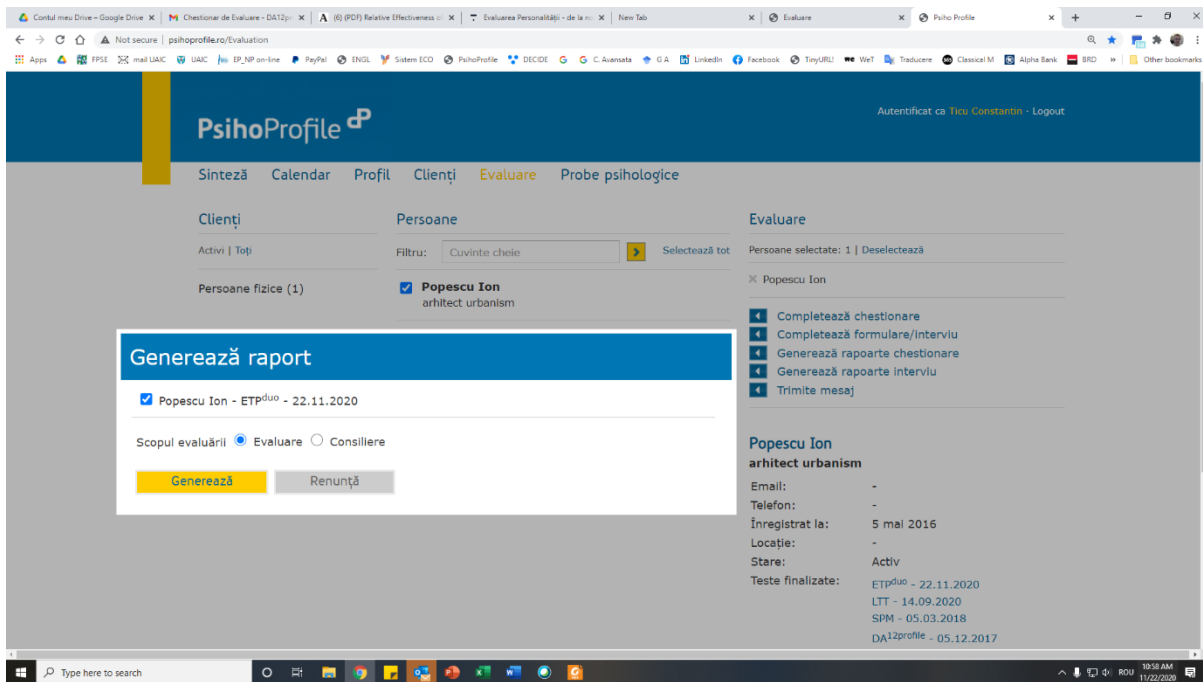 Contul meu Drive – Google Drive
Chestionar de Evaluare - DA12pr
(6) (PDF) Relative Effectiveness o
Evaluarea Personalității - de la no
New Tab
Evaluare
Psiho Profile
Not secure | psihoprofile.ro/Evaluation
Apps FPSE mail UAIC UAIC EP_NP on-line PayPal ENGL Sistem ECO PsihoProfile DECIDE G C. Avansata G A LinkedIn Facebook TinyURL! WeT Traducere Classical M Alpha Bank BRD » Other bookmarks
PsihoProfile
Autentificat ca Ticu Constantin · Logout
Sinteză Calendar Profil Clienți Evaluare Probe psihologice
Clienți
Activi | Toți
Persoane fizice (1)
Persoane
Filtru: Cuvinte cheie Selectează tot
Popescu Ion
arhitect urbanism
Evaluare
Persoane selectate: 1 | Deselectează
Popescu Ion
Completează chestionare
Completează formulare/interviu
Generează rapoarte chestionare
Generează rapoarte interviu
Trimite mesaj
Generează raport
Popescu Ion - ETPduo - 22.11.2020
Scopul evaluării Evaluare Consiliere
Generează Renunță
Popescu Ion
arhitect urbanism
Email: -
Telefon: -
Înregistrat la: 5 mai 2016
Locație: -
Stare: Activ
Teste finalizate: ETPduo - 22.11.2020
LTT - 14.09.2020
SPM - 05.03.2018
DA12profile - 05.12.2017
Type here to search
ROU
10:58 AM
11/22/2020